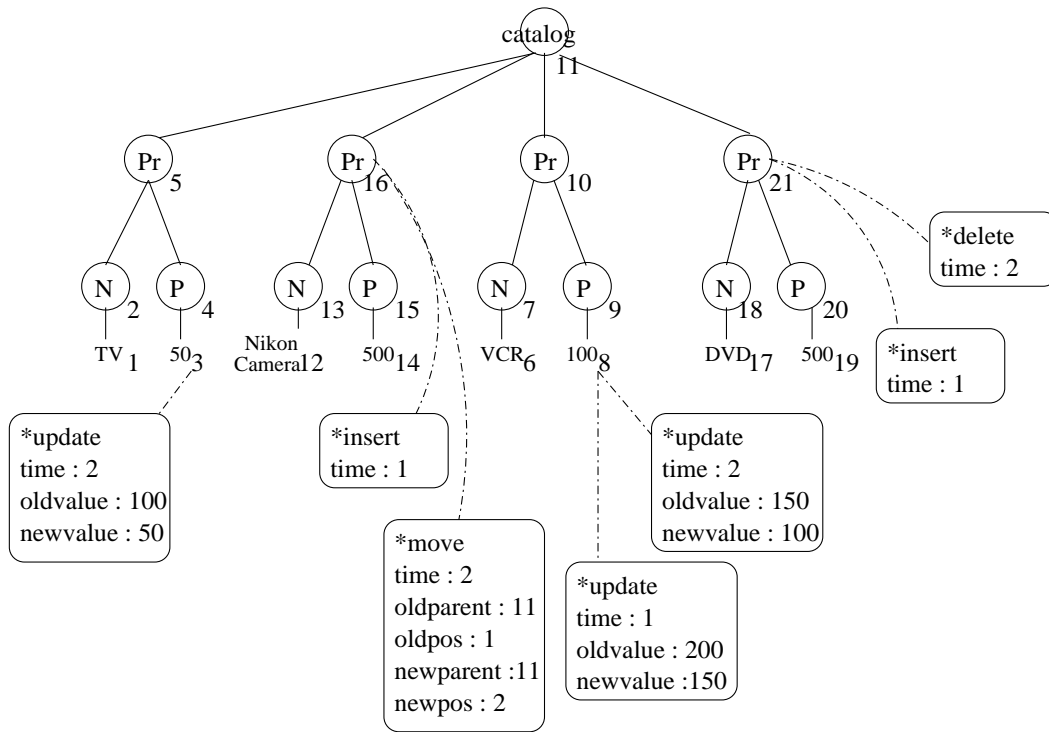 catalog
11
Pr
5
Pr
16
Pr
10
Pr
21
N
2
P
4
N
13
P
15
N
7
P
9
N
18
P
20
TV 1
50 3
Nikon
Camera 12
500 14
VCR 6
100 8
DVD 17
500 19
*delete
time : 2
*insert
time : 1
*update
time : 2
oldvalue : 100
newvalue : 50
*insert
time : 1
*update
time : 2
oldvalue : 150
newvalue : 100
*move
time : 2
oldparent : 11
oldpos : 1
newparent :11
newpos : 2
*update
time : 1
oldvalue : 200
newvalue :150